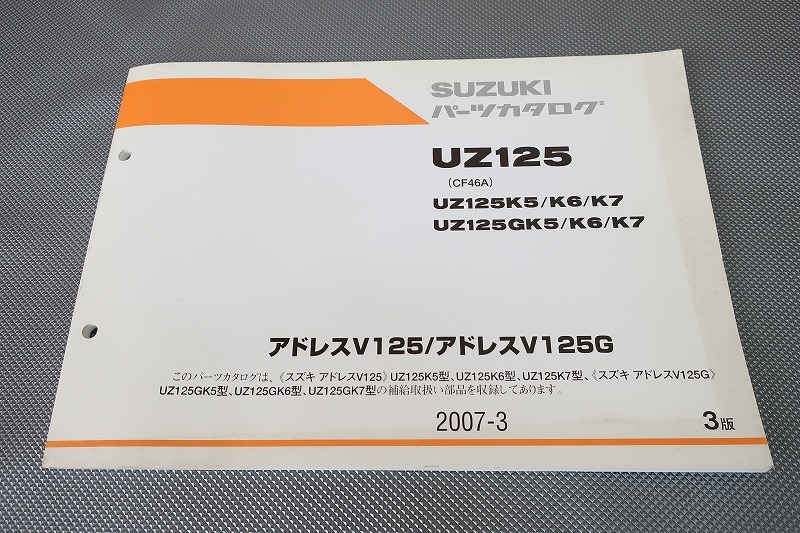 SUZUKI
パーツカタログ
UZ125
(CF46A)
UZ125K5/K6/K7
UZ125GK5/K6/K7
アドレスV125/アドレスV125G
このパーツカタログは、《スズキ アドレスV125》UZ125K5型、UZ125K6型、UZ125K7型、《スズキ アドレスV125G》
UZ125GK5型、UZ125GK6型、UZ125GK7型の補給取扱い部品を収録してあります。
2007-3
3版